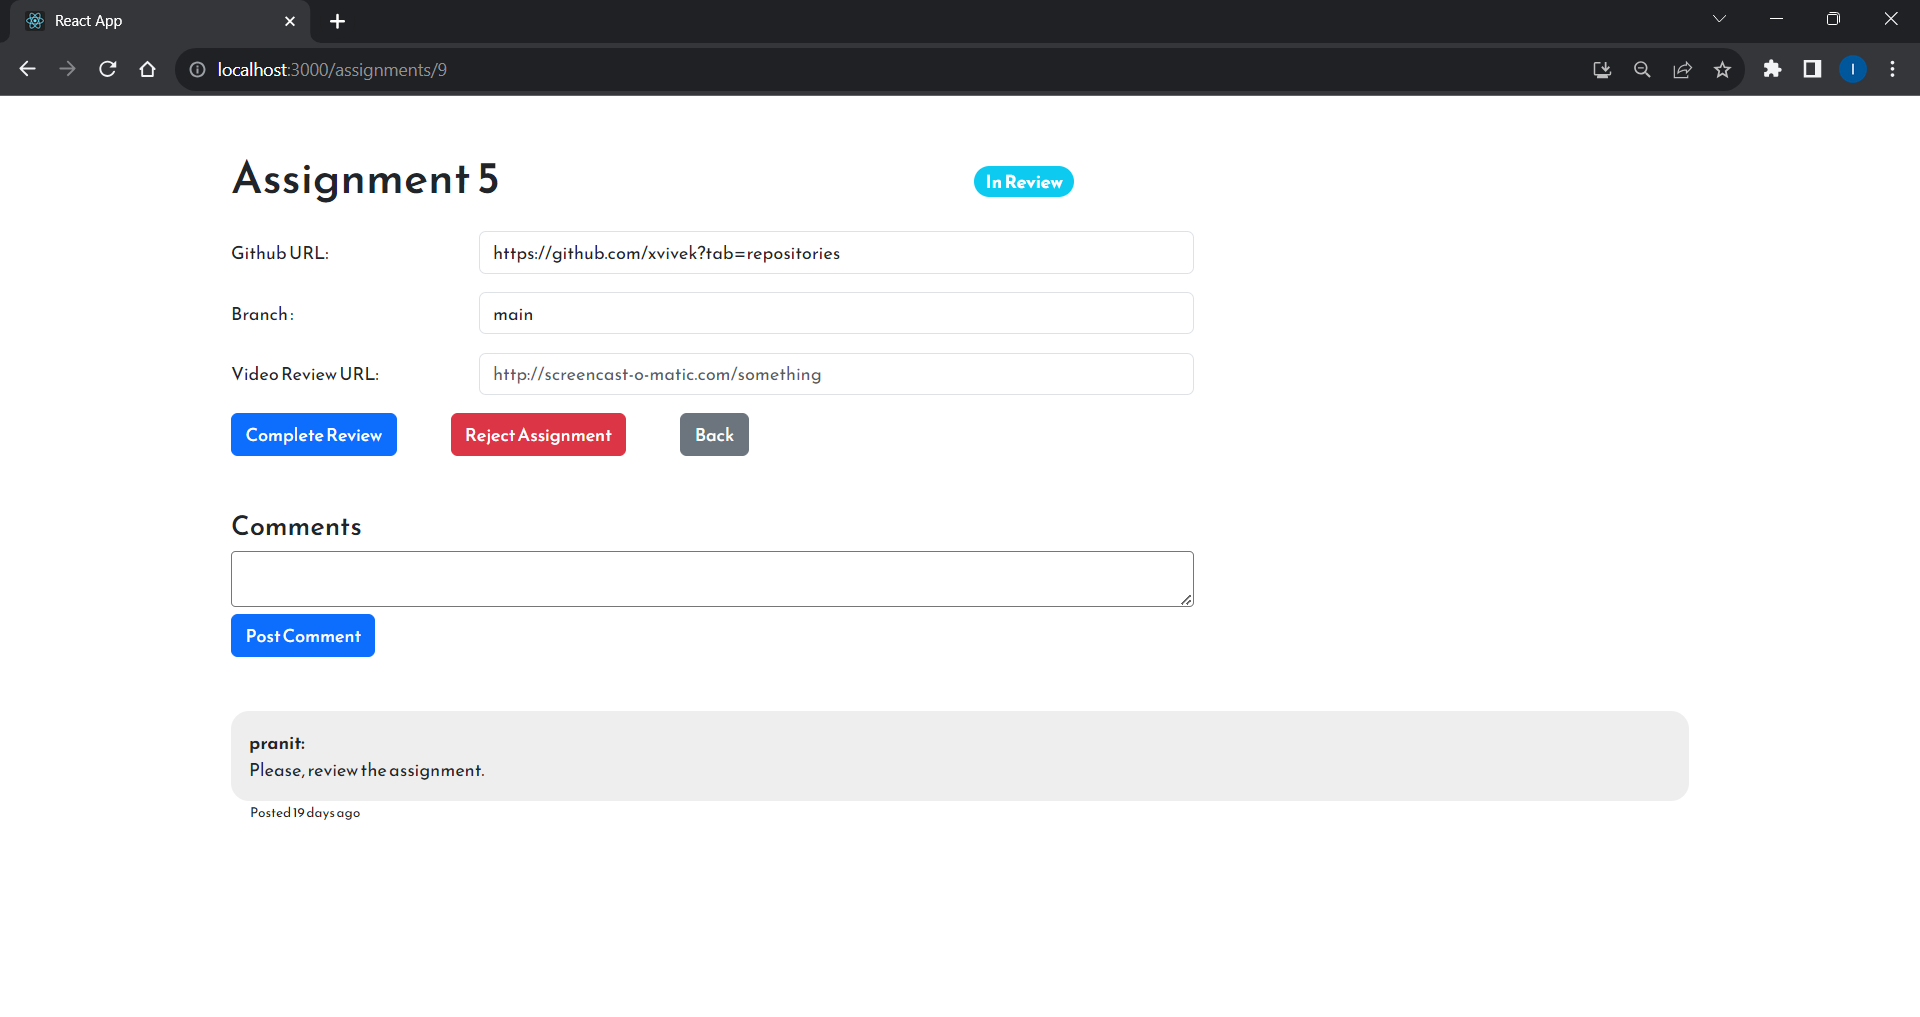 React App
localhost:3000/assignments/9
I
Assignment 5
In Review
Github URL:
https://github.com/xvivek?tab=repositories
Branch:
main
Video Review URL:
http://screencast-o-matic.com/something
Complete Review
Reject Assignment
Back
Comments
Post Comment
pranit:
Please, review the assignment.
Posted 19 days ago